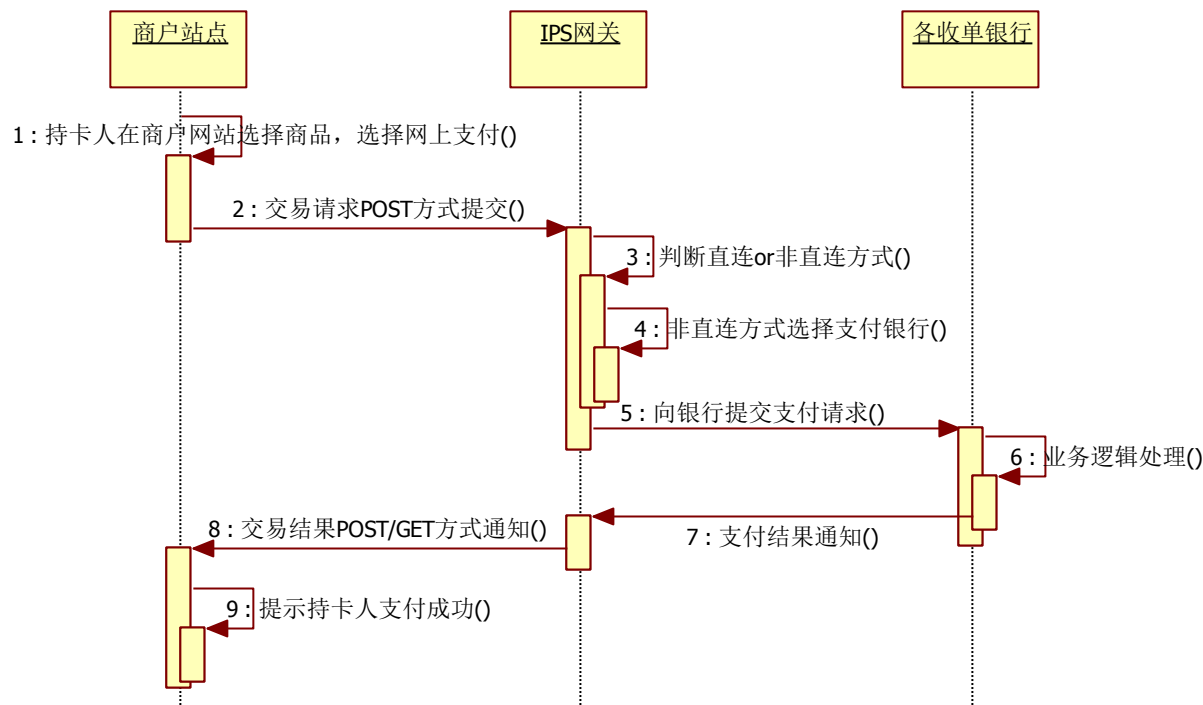 商户站点
IPS网关
各收单银行
1 : 持卡人在商户网站选择商品，选择网上支付()
2 : 交易请求POST方式提交()
3 : 判断直连or非直连方式()
4 : 非直连方式选择支付银行()
5 : 向银行提交支付请求()
6 : 业务逻辑处理()
7 : 支付结果通知()
8 : 交易结果POST/GET方式通知()
9 : 提示持卡人支付成功()